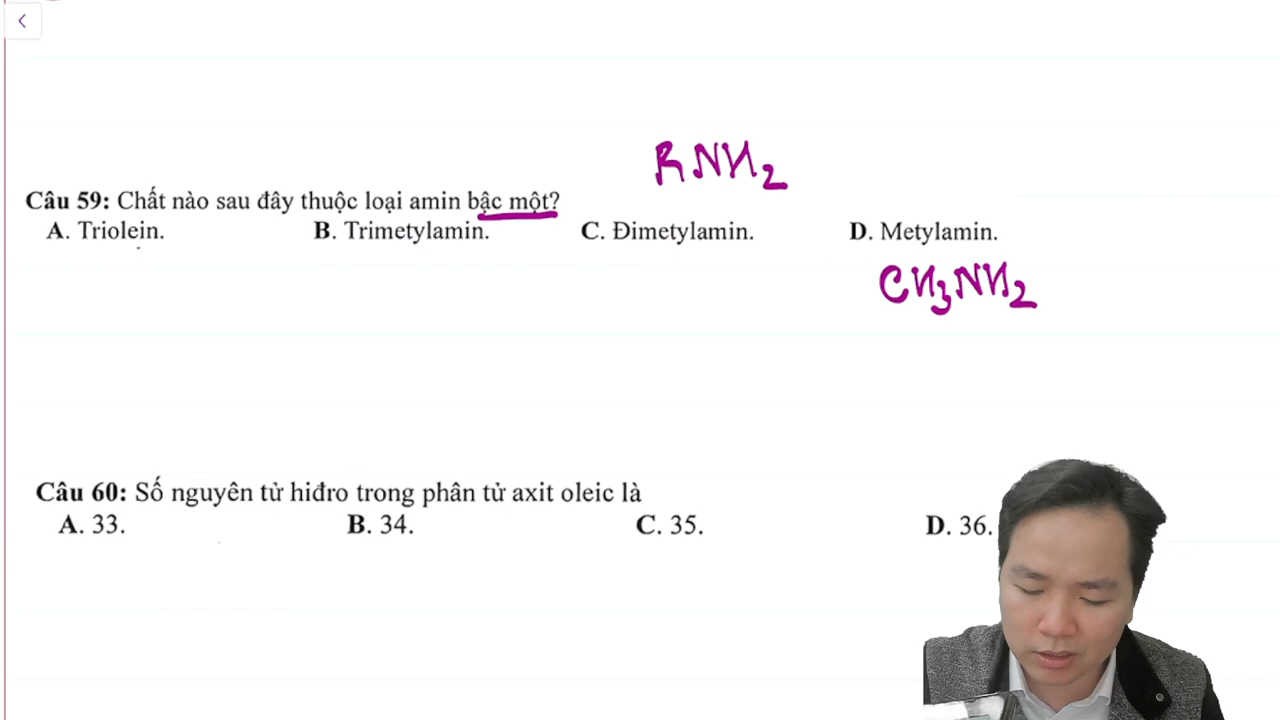 RNH2
Câu 59: Chất nào sau đây thuộc loại amin bậc một?
A. Triolein. B. Trimetylamin. C. Đimetylamin. D. Metylamin.
CH3NH2
Câu 60: Số nguyên tử hiđro trong phân tử axit oleic là
A. 33. B. 34. C. 35. D. 36.